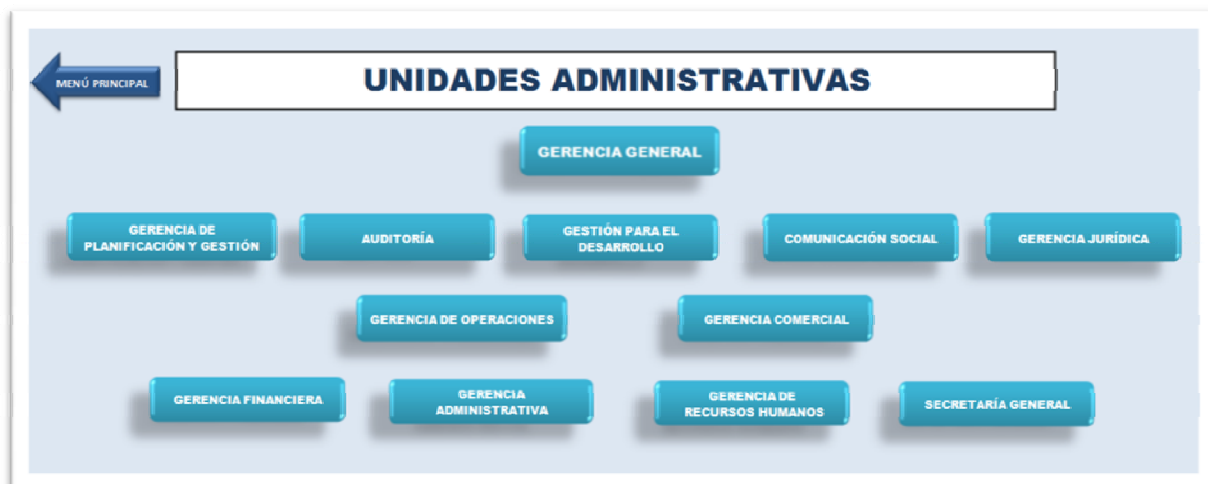 MENÚ PRINCIPAL
UNIDADES ADMINISTRATIVAS
GERENCIA GENERAL
GERENCIA DE
PLANIFICACIÓN Y GESTIÓN
AUDITORÍA
GESTIÓN PARA EL
DESARROLLO
COMUNICACIÓN SOCIAL
GERENCIA JURÍDICA
GERENCIA DE OPERACIONES
GERENCIA COMERCIAL
GERENCIA FINANCIERA
GERENCIA
ADMINISTRATIVA
GERENCIA DE
RECURSOS HUMANOS
SECRETARÍA GENERAL